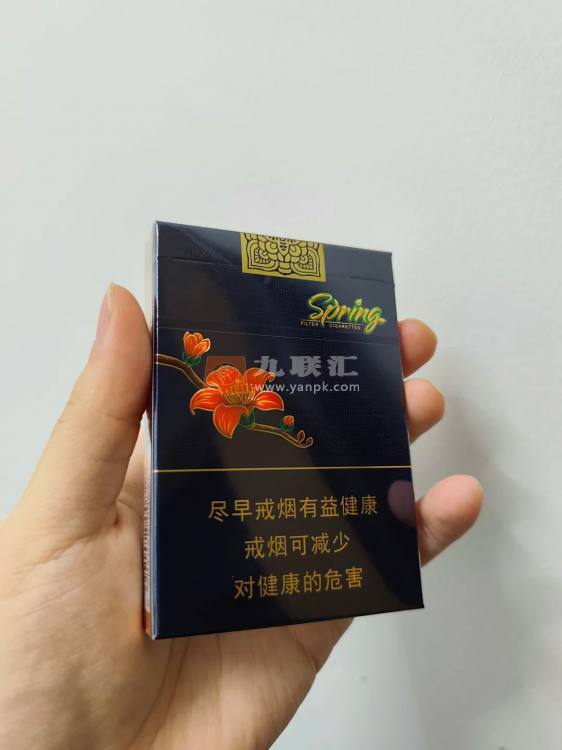 Spring
FILTER CIGARETTES
九联汇
www.yanpk.com
尽早戒烟有益健康
戒烟可减少
对健康的危害